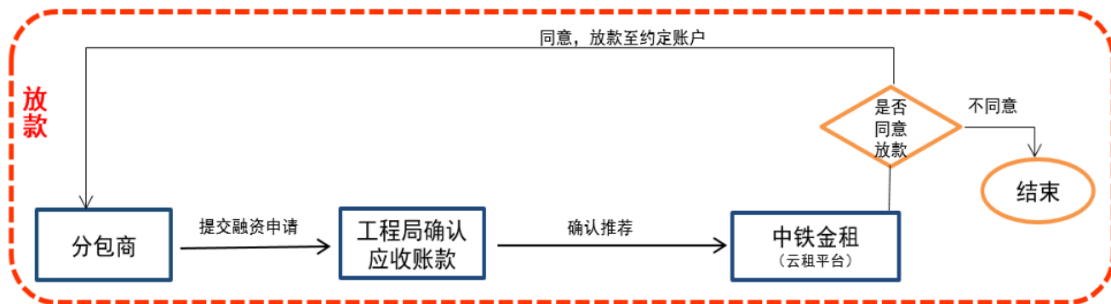 同意，放款至约定账户
放
款
是否
同意
放款
不同意
结束
分包商
提交融资申请
工程局确认
应收账款
确认推荐
中铁金租
（云租平台）